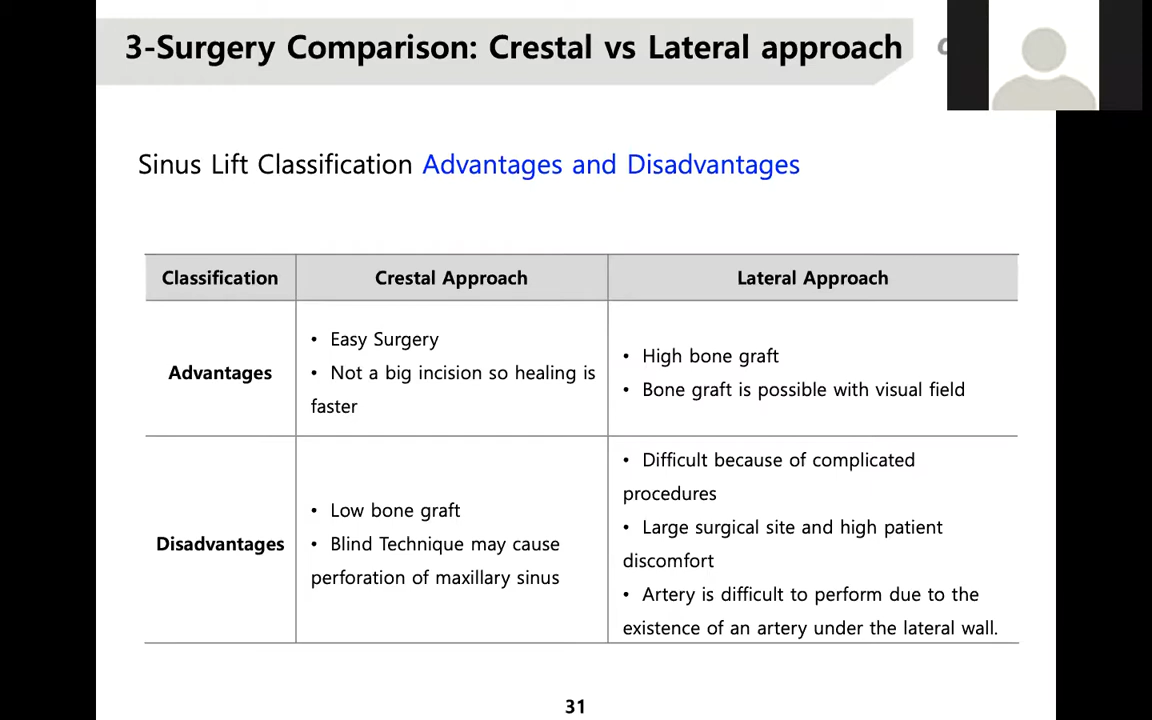 3-Surgery Comparison: Crestal vs Lateral approach
Sinus Lift Classification Advantages and Disadvantages
Classification
Crestal Approach
Lateral Approach
Advantages
• Easy Surgery
• Not a big incision so healing is
faster
• High bone graft
• Bone graft is possible with visual field
Disadvantages
• Low bone graft
• Blind Technique may cause
perforation of maxillary sinus
• Difficult because of complicated
procedures
• Large surgical site and high patient
discomfort
• Artery is difficult to perform due to the
existence of an artery under the lateral wall.
31